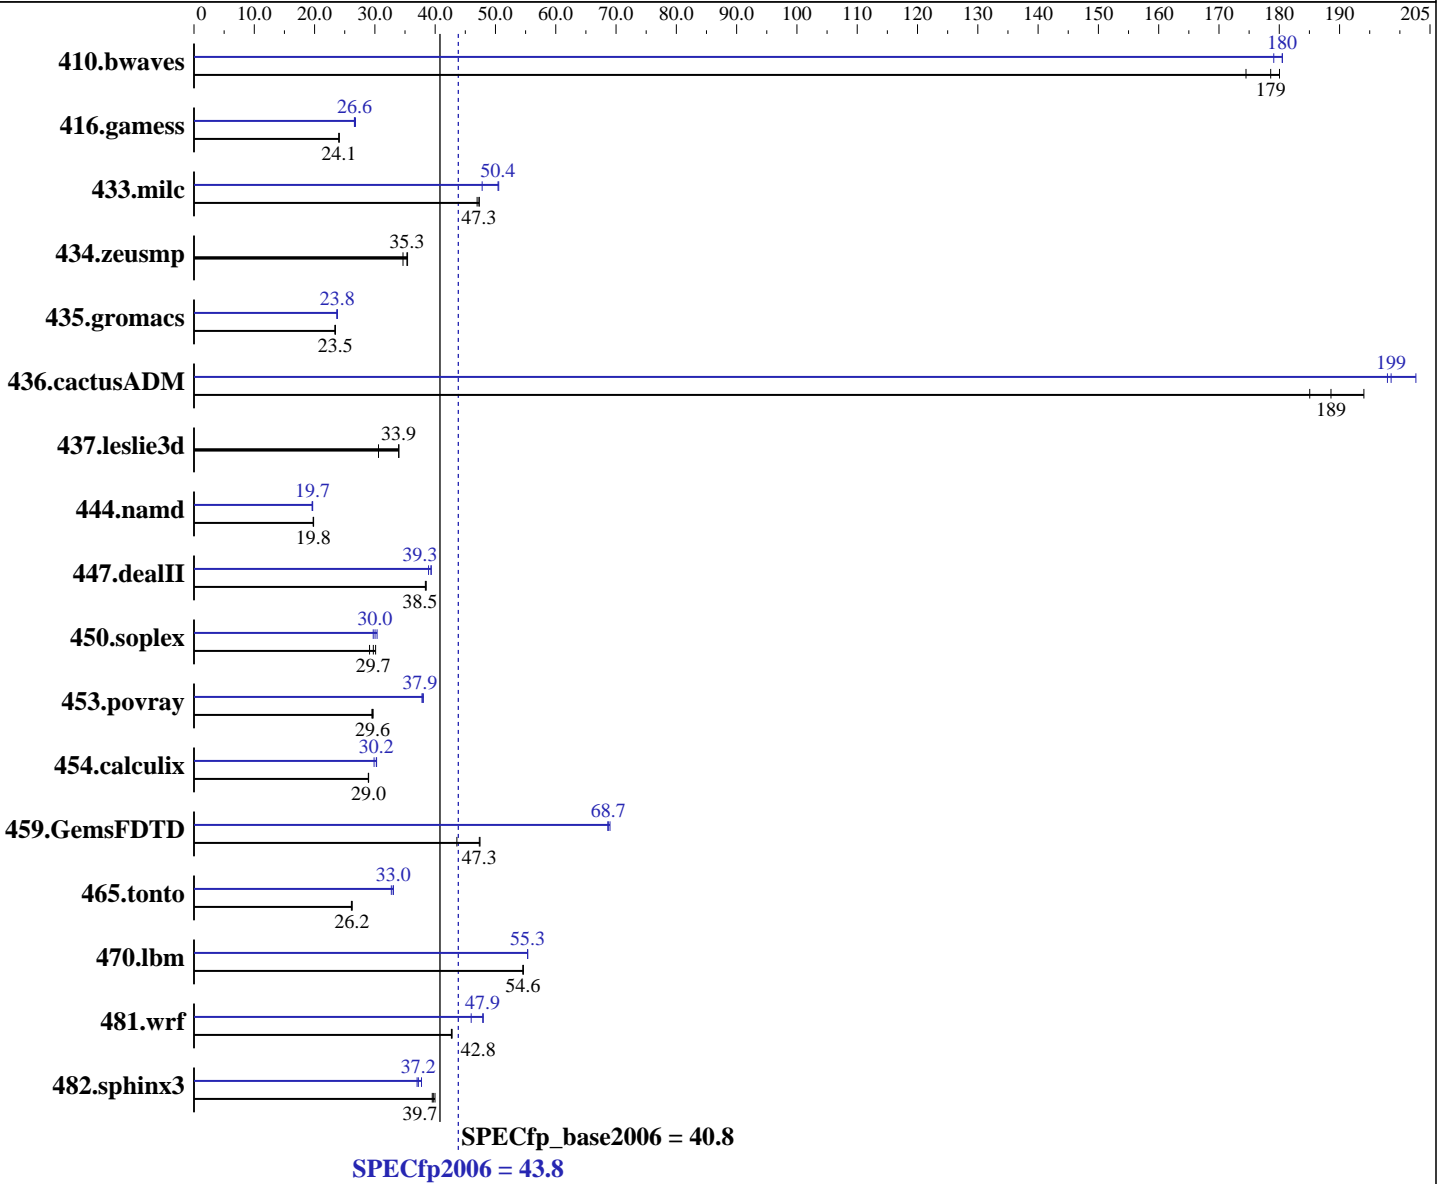 0 10.0 20.0 30.0 40.0 50.0 60.0 70.0 80.0 90.0 100 110 120 130 140 150 160 170 180 190 205
410.bwaves 180
179
416.gamess 26.6
24.1
433.milc 50.4
47.3
434.zeusmp 35.3
435.gromacs 23.8
23.5
436.cactusADM 199
189
437.leslie3d 33.9
444.namd 19.7
19.8
447.dealII 39.3
38.5
450.soplex 30.0
29.7
453.povray 37.9
29.6
454.calculix 30.2
29.0
459.GemsFDTD 68.7
47.3
465.tonto 33.0
26.2
470.lbm 55.3
54.6
481.wrf 47.9
42.8
482.sphinx3 37.2
39.7
SPECfp_base2006 = 40.8
SPECfp2006 = 43.8